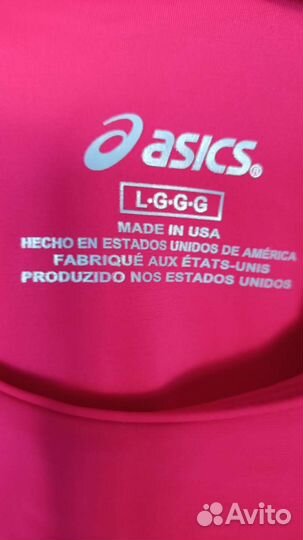 asics®
L·G·G·G
MADE IN USA
HECHO EN ESTADOS UNIDOS DE AMÉRICA
FABRIQUÉ AUX ÉTATS-UNIS
PRODUZIDO NOS ESTADOS UNIDOS
Avito